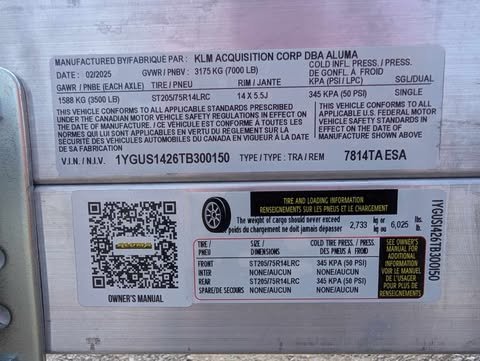 MANUFACTURED BY/FABRIQUÉ PAR : KLM ACQUISITION CORP DBA ALUMA
DATE : 02/2025 GVWR / PNBV : 3175 KG (7000 LB) COLD INFL. PRESS. / PRESS. DE GONFL. À FROID KPA (PSI / LPC) SGL/DUAL
GAWR / PNBE (EACH AXLE) TIRE / PNEU RIM / JANTE
1588 KG (3500 LB) ST205/75R14LRC 14 X 5.5J 345 KPA (50 PSI) SINGLE
THIS VEHICLE CONFORMS TO ALL APPLICABLE STANDARDS PRESCRIBED
UNDER THE CANADIAN MOTOR VEHICLE SAFETY REGULATIONS IN EFFECT ON
THE DATE OF MANUFACTURE. / CE VÉHICULE EST CONFORME À TOUTES LES
NORMES QUI LUI SONT APPLICABLES EN VERTU DU RÈGLEMENT SUR LA
SÉCURITÉ DES VÉHICULES AUTOMOBILES DU CANADA EN VIGUEUR À LA DATE
DE SA FABRICATION
THIS VEHICLE CONFORMS TO ALL
APPLICABLE U.S. FEDERAL MOTOR
VEHICLE SAFETY STANDARDS IN
EFFECT ON THE DATE OF
MANUFACTURE
V.I.N. / N.I.V. 1YGUS1426TB300150 TYPE / TYPE : TRA / REM 7814TA ESA
OWNER'S MANUAL
TIRE AND LOADING INFORMATION
RENSEIGNEMENTS SUR LES PNEUS ET LE CHARGEMENT
The weight of cargo should never exceed
poids du chargement ne doit jamais dépasser 2,733 kg or kg ou 6,025 lbs. lb.
TIRE / PNEU SIZE / DIMENSIONS COLD TIRE PRESS. / PRESS. DES PNEUS À FROID
FRONT ST205/75R14LRC 345 KPA (50 PSI)
INTER NONE/AUCUN NONE/AUCUN
REAR ST205/75R14LRC 345 KPA (50 PSI)
SPARE/DE SECOURS NONE/AUCUN NONE/AUCUN
SEE OWNER'S
MANUAL FOR
ADDITIONAL
INFORMATION
VOIR LE MANUEL
DE L'USAGER
POUR PLUS DE
RENSEIGNEMENTS
1YGUS1426TB300150